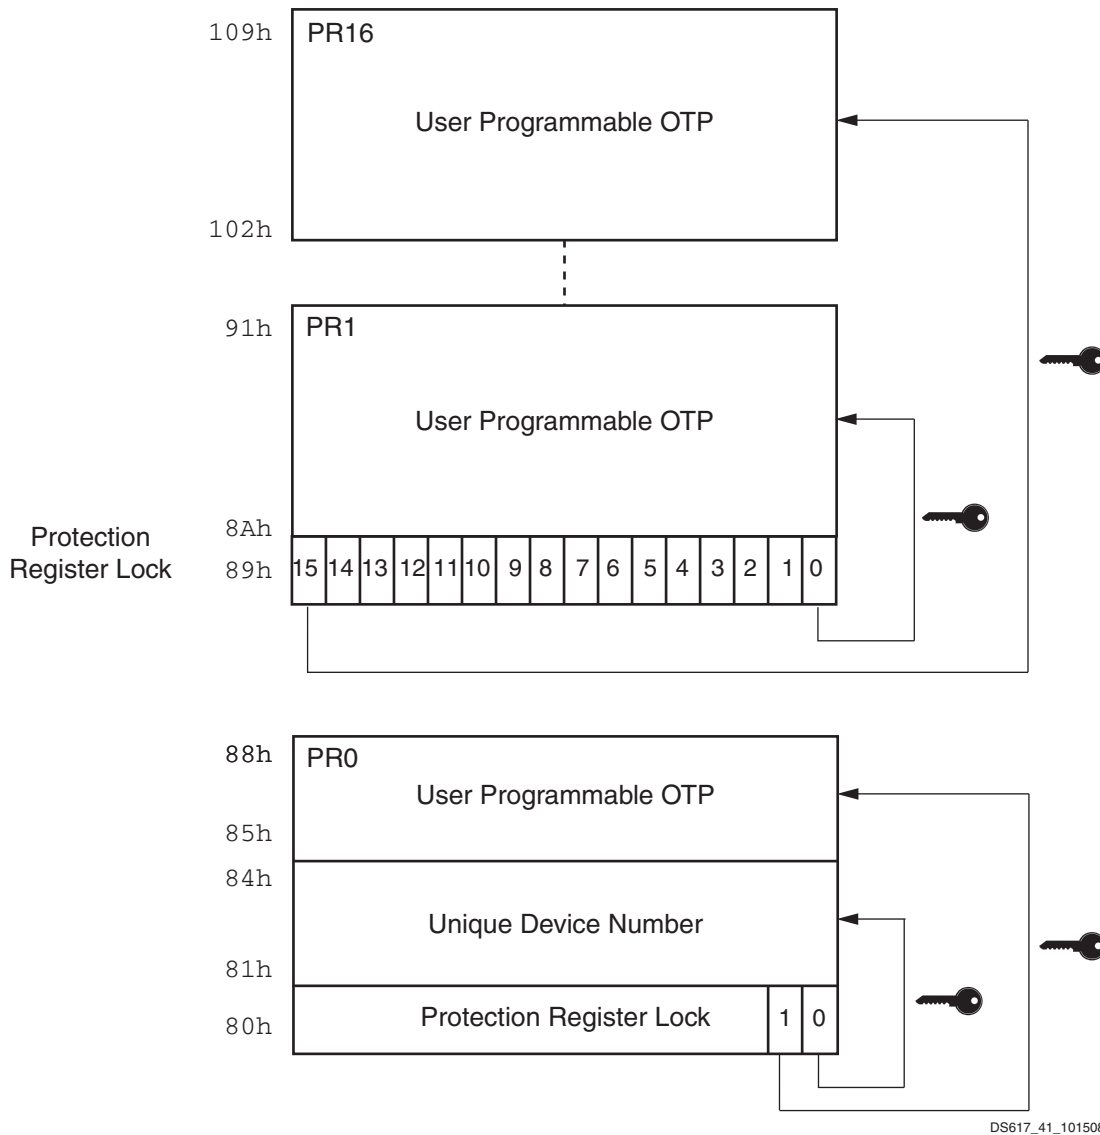 109h PR16
User Programmable OTP
102h
91h PR1
User Programmable OTP
8Ah
Protection
Register Lock
89h 15 14 13 12 11 10 9 8 7 6 5 4 3 2 1 0
88h PR0
User Programmable OTP
85h
84h
Unique Device Number
81h
80h Protection Register Lock 1 0
DS617_41_101508